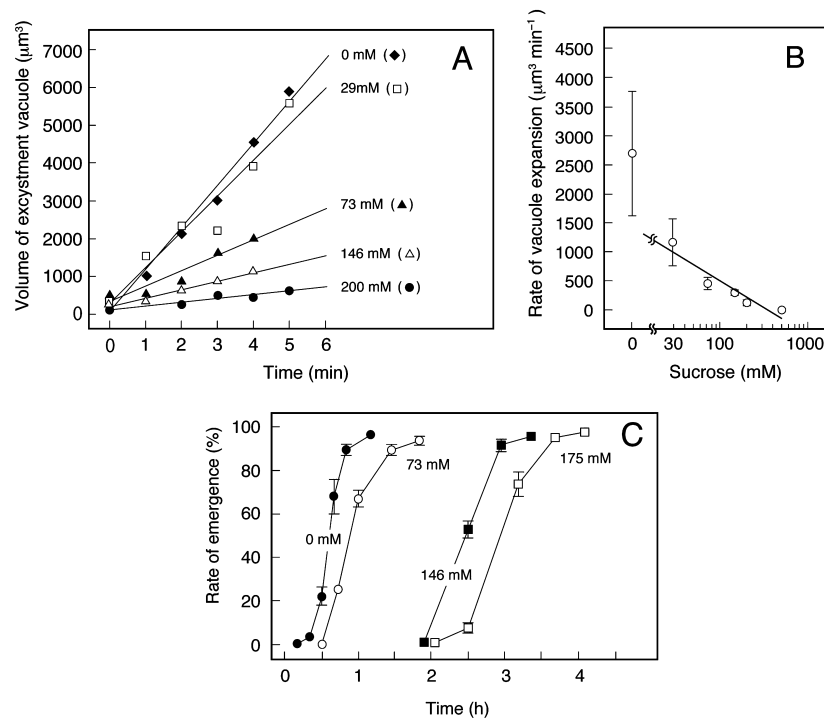 A
Volume of excystment vacuole (μm³)
7000
6000
5000
4000
3000
2000
1000
0
0 mM (◆)
29mM (□)
73 mM (▲)
146 mM (△)
200 mM (●)
0 1 2 3 4 5 6
Time (min)
B
Rate of vacuole expansion (μm³ min⁻¹)
4500
4000
3500
3000
2500
2000
1500
1000
500
0
0 30 100 1000
Sucrose (mM)
C
Rate of emergence (%)
100
80
60
40
20
0
0 mM
73 mM
146 mM
175 mM
0 1 2 3 4
Time (h)